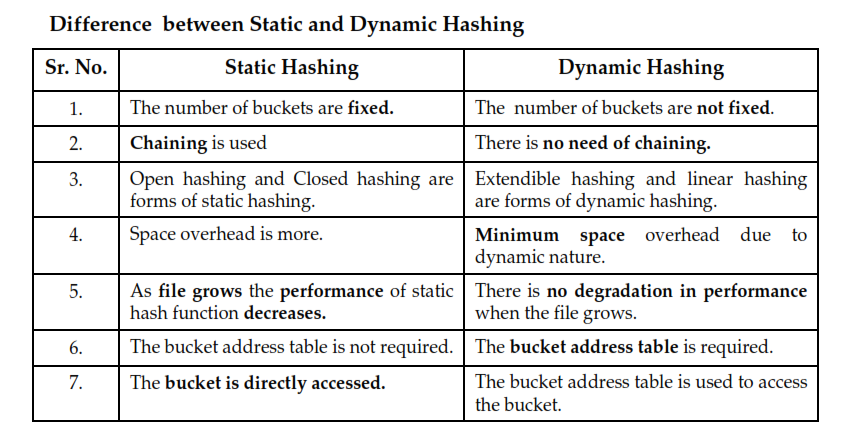 Difference between Static and Dynamic Hashing
Sr. No. Static Hashing Dynamic Hashing
1. The number of buckets are fixed. The number of buckets are not fixed.
2. Chaining is used There is no need of chaining.
3. Open hashing and Closed hashing are Extendible hashing and linear hashing
forms of static hashing. are forms of dynamic hashing.
4. Space overhead is more. Minimum space overhead due to
dynamic nature.
5. As file grows the performance of static There is no degradation in performance
hash function decreases. when the file grows.
6. The bucket address table is not required. The bucket address table is required.
7. The bucket is directly accessed. The bucket address table is used to access
the bucket.